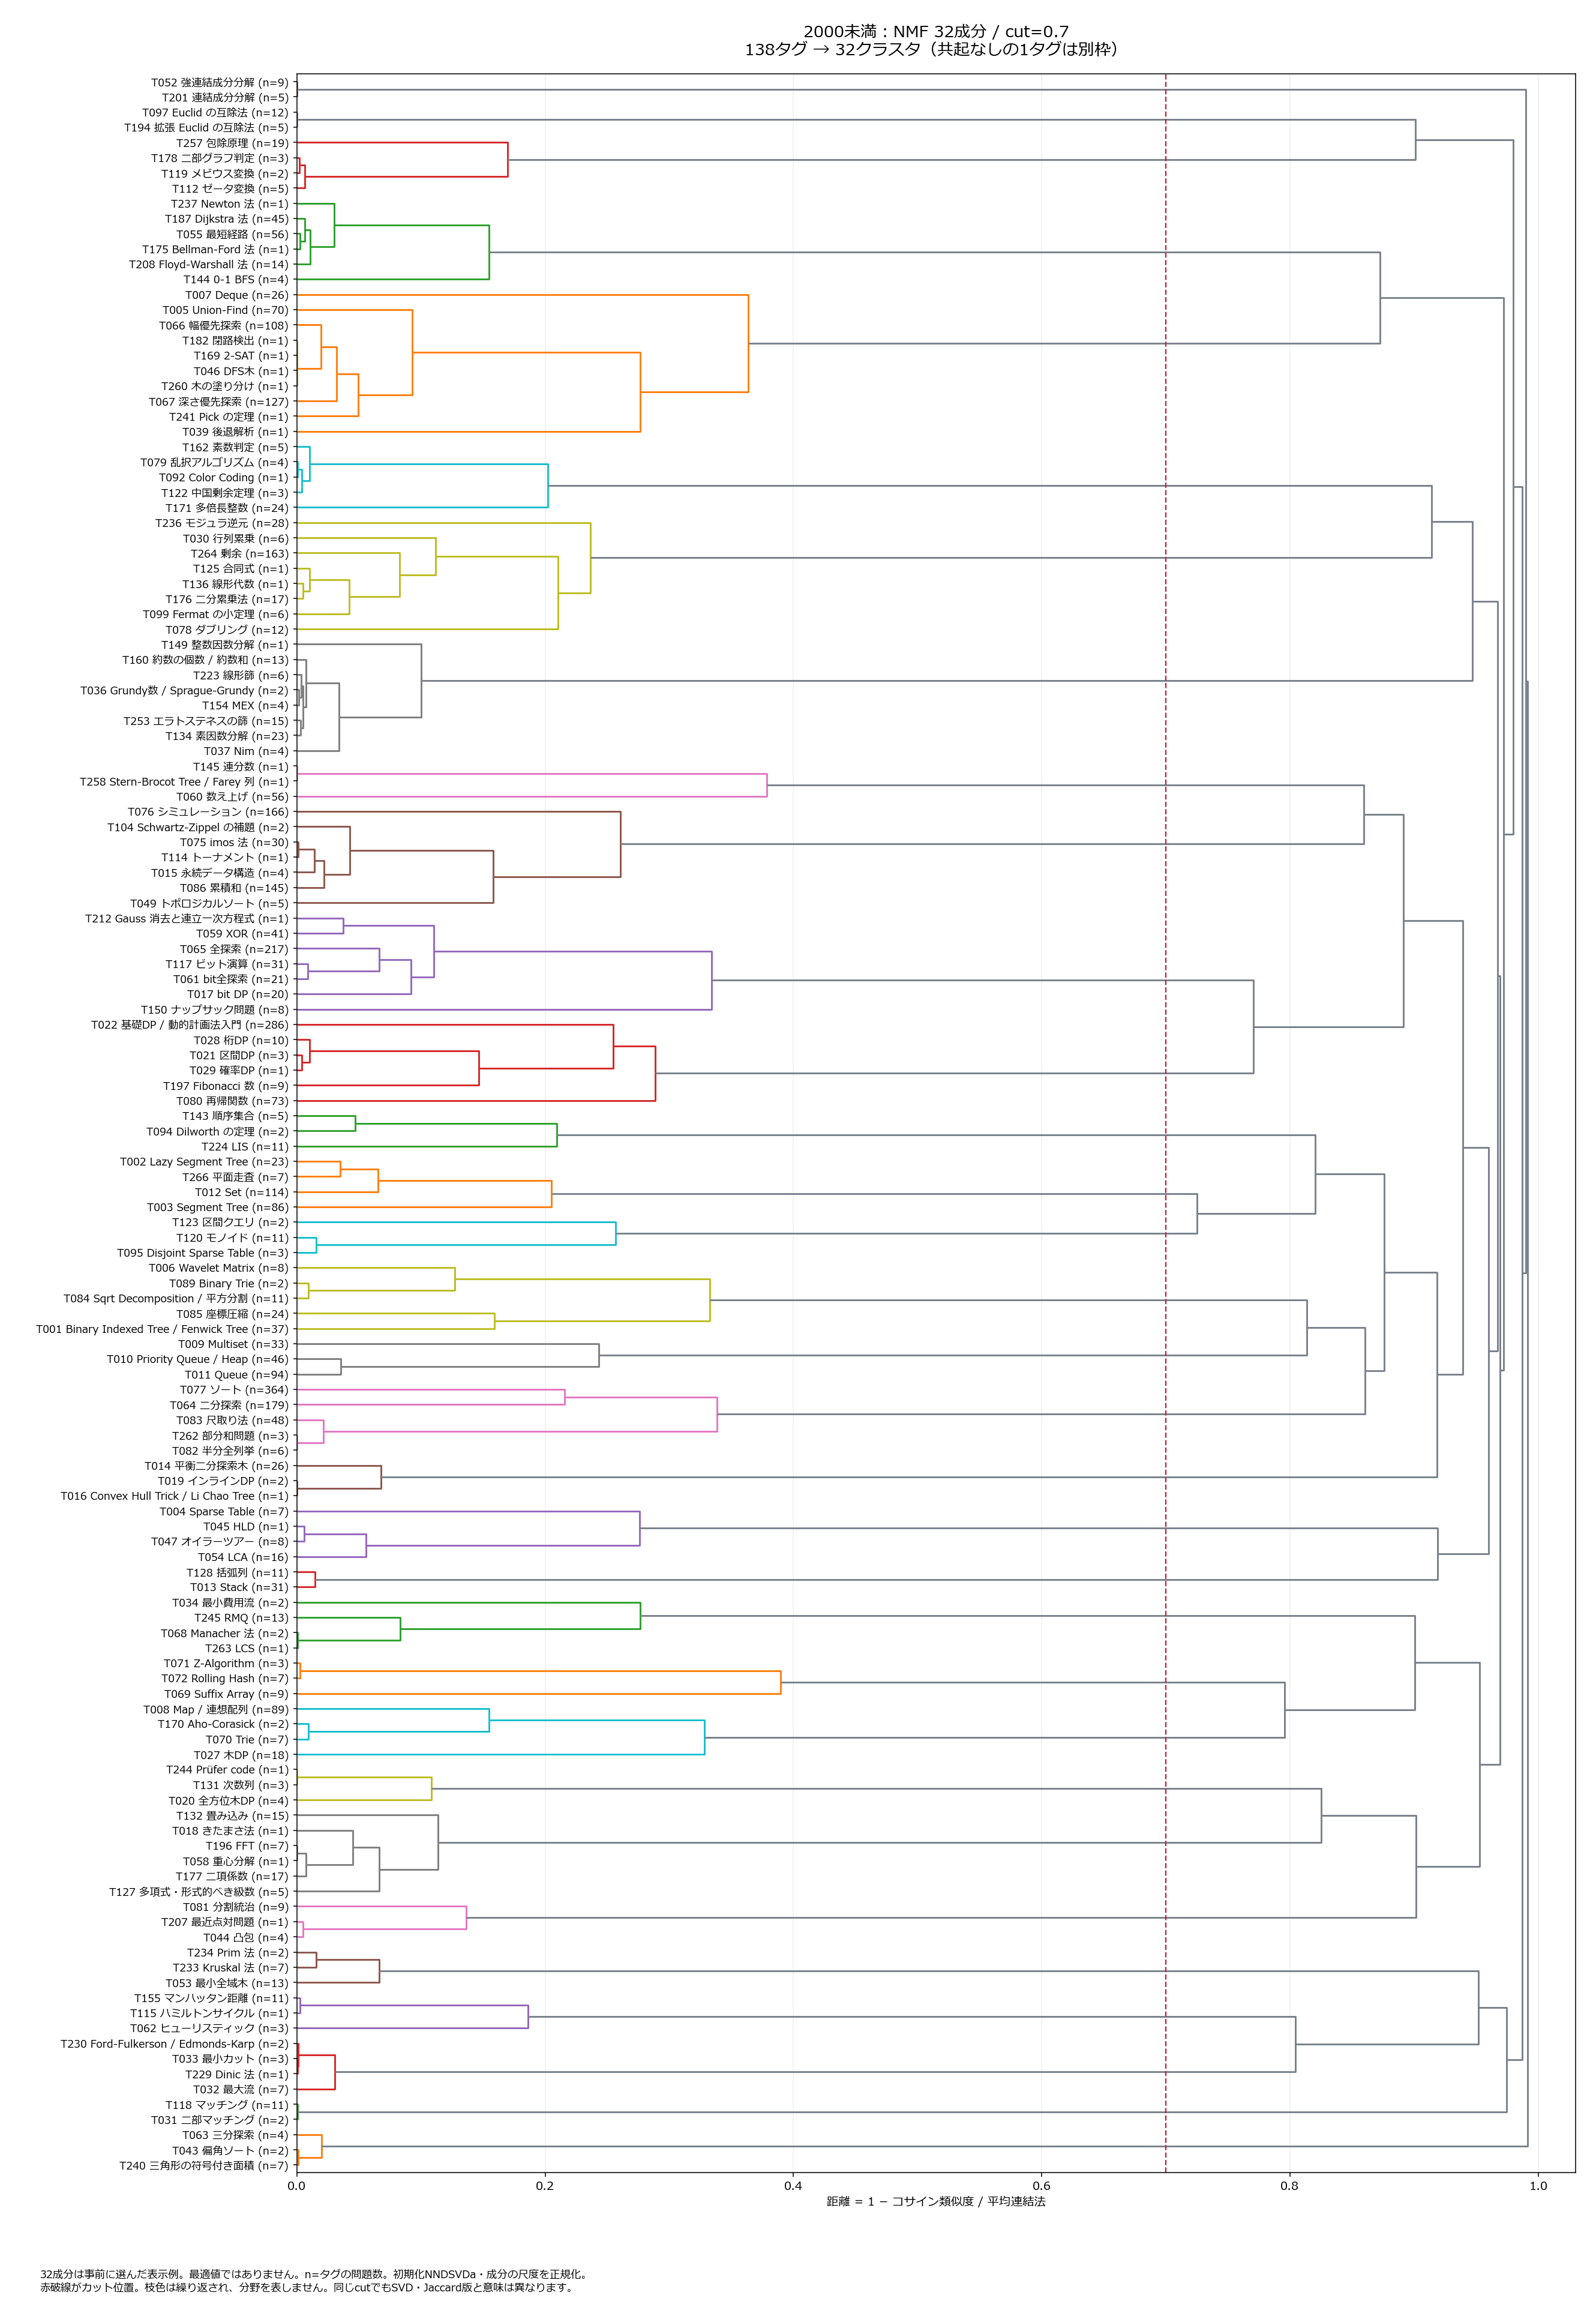 2000未満：NMF 32成分 / cut=0.7
138タグ → 32クラスタ（共起なしの1タグは別枠）
T052 強連結成分分解 (n=9)
T201 連結成分分解 (n=5)
T097 Euclid の互除法 (n=12)
T194 拡張 Euclid の互除法 (n=5)
T257 包除原理 (n=19)
T178 二部グラフ判定 (n=3)
T119 メビウス変換 (n=2)
T112 ゼータ変換 (n=5)
T237 Newton 法 (n=1)
T187 Dijkstra 法 (n=45)
T055 最短経路 (n=56)
T175 Bellman-Ford 法 (n=1)
T208 Floyd-Warshall 法 (n=14)
T144 0-1 BFS (n=4)
T007 Deque (n=26)
T005 Union-Find (n=70)
T066 幅優先探索 (n=108)
T182 閉路検出 (n=1)
T169 2-SAT (n=1)
T046 DFS木 (n=1)
T260 木の塗り分け (n=1)
T067 深さ優先探索 (n=127)
T241 Pick の定理 (n=1)
T039 後退解析 (n=1)
T162 素数判定 (n=5)
T079 乱択アルゴリズム (n=4)
T092 Color Coding (n=1)
T122 中国剰余定理 (n=3)
T171 多倍長整数 (n=24)
T236 モジュラ逆元 (n=28)
T030 行列累乗 (n=6)
T264 剰余 (n=163)
T125 合同式 (n=1)
T136 線形代数 (n=1)
T176 二分累乗法 (n=17)
T099 Fermat の小定理 (n=6)
T078 ダブリング (n=12)
T149 整数因数分解 (n=1)
T160 約数の個数 / 約数和 (n=13)
T223 線形篩 (n=6)
T036 Grundy数 / Sprague-Grundy (n=2)
T154 MEX (n=4)
T253 エラトステネスの篩 (n=15)
T134 素因数分解 (n=23)
T037 Nim (n=4)
T145 連分数 (n=1)
T258 Stern-Brocot Tree / Farey 列 (n=1)
T060 数え上げ (n=56)
T076 シミュレーション (n=166)
T104 Schwartz-Zippel の補題 (n=2)
T075 imos 法 (n=30)
T114 トーナメント (n=1)
T015 永続データ構造 (n=4)
T086 累積和 (n=145)
T049 トポロジカルソート (n=5)
T212 Gauss 消去と連立一次方程式 (n=1)
T059 XOR (n=41)
T065 全探索 (n=217)
T117 ビット演算 (n=31)
T061 bit全探索 (n=21)
T017 bit DP (n=20)
T150 ナップサック問題 (n=8)
T022 基礎DP / 動的計画法入門 (n=286)
T028 桁DP (n=10)
T021 区間DP (n=3)
T029 確率DP (n=1)
T197 Fibonacci 数 (n=9)
T080 再帰関数 (n=73)
T143 順序集合 (n=5)
T094 Dilworth の定理 (n=2)
T224 LIS (n=11)
T002 Lazy Segment Tree (n=23)
T266 平面走査 (n=7)
T012 Set (n=114)
T003 Segment Tree (n=86)
T123 区間クエリ (n=2)
T120 モノイド (n=11)
T095 Disjoint Sparse Table (n=3)
T006 Wavelet Matrix (n=8)
T089 Binary Trie (n=2)
T084 Sqrt Decomposition / 平方分割 (n=11)
T085 座標圧縮 (n=24)
T001 Binary Indexed Tree / Fenwick Tree (n=37)
T009 Multiset (n=33)
T010 Priority Queue / Heap (n=46)
T011 Queue (n=94)
T077 ソート (n=364)
T064 二分探索 (n=179)
T083 尺取り法 (n=48)
T262 部分和問題 (n=3)
T082 半分全列挙 (n=6)
T014 平衡二分探索木 (n=26)
T019 インラインDP (n=2)
T016 Convex Hull Trick / Li Chao Tree (n=1)
T004 Sparse Table (n=7)
T045 HLD (n=1)
T047 オイラーツアー (n=8)
T054 LCA (n=16)
T128 括弧列 (n=11)
T013 Stack (n=31)
T034 最小費用流 (n=2)
T245 RMQ (n=13)
T068 Manacher 法 (n=2)
T263 LCS (n=1)
T071 Z-Algorithm (n=3)
T072 Rolling Hash (n=7)
T069 Suffix Array (n=9)
T008 Map / 連想配列 (n=89)
T170 Aho-Corasick (n=2)
T070 Trie (n=7)
T027 木DP (n=18)
T244 Prüfer code (n=1)
T131 次数列 (n=3)
T020 全方位木DP (n=4)
T132 畳み込み (n=15)
T018 きたまさ法 (n=1)
T196 FFT (n=7)
T058 重心分解 (n=1)
T177 二項係数 (n=17)
T127 多項式・形式的べき級数 (n=5)
T081 分割統治 (n=9)
T207 最近点対問題 (n=1)
T044 凸包 (n=4)
T234 Prim 法 (n=2)
T233 Kruskal 法 (n=7)
T053 最小全域木 (n=13)
T155 マンハッタン距離 (n=11)
T115 ハミルトンサイクル (n=1)
T062 ヒューリスティック (n=3)
T230 Ford-Fulkerson / Edmonds-Karp (n=2)
T033 最小カット (n=3)
T229 Dinic 法 (n=1)
T032 最大流 (n=7)
T118 マッチング (n=11)
T031 二部マッチング (n=2)
T063 三分探索 (n=4)
T043 偏角ソート (n=2)
T240 三角形の符号付き面積 (n=7)
0.0 0.2 0.4 0.6 0.8 1.0
距離 = 1 − コサイン類似度 / 平均連結法
32成分は事前に選んだ表示例。最適値ではありません。n=タグの問題数。初期化NNDSVDa・成分の尺度を正規化。
赤破線がカット位置。枝色は繰り返され、分野を表しません。同じcutでもSVD・Jaccard版と意味は異なります。